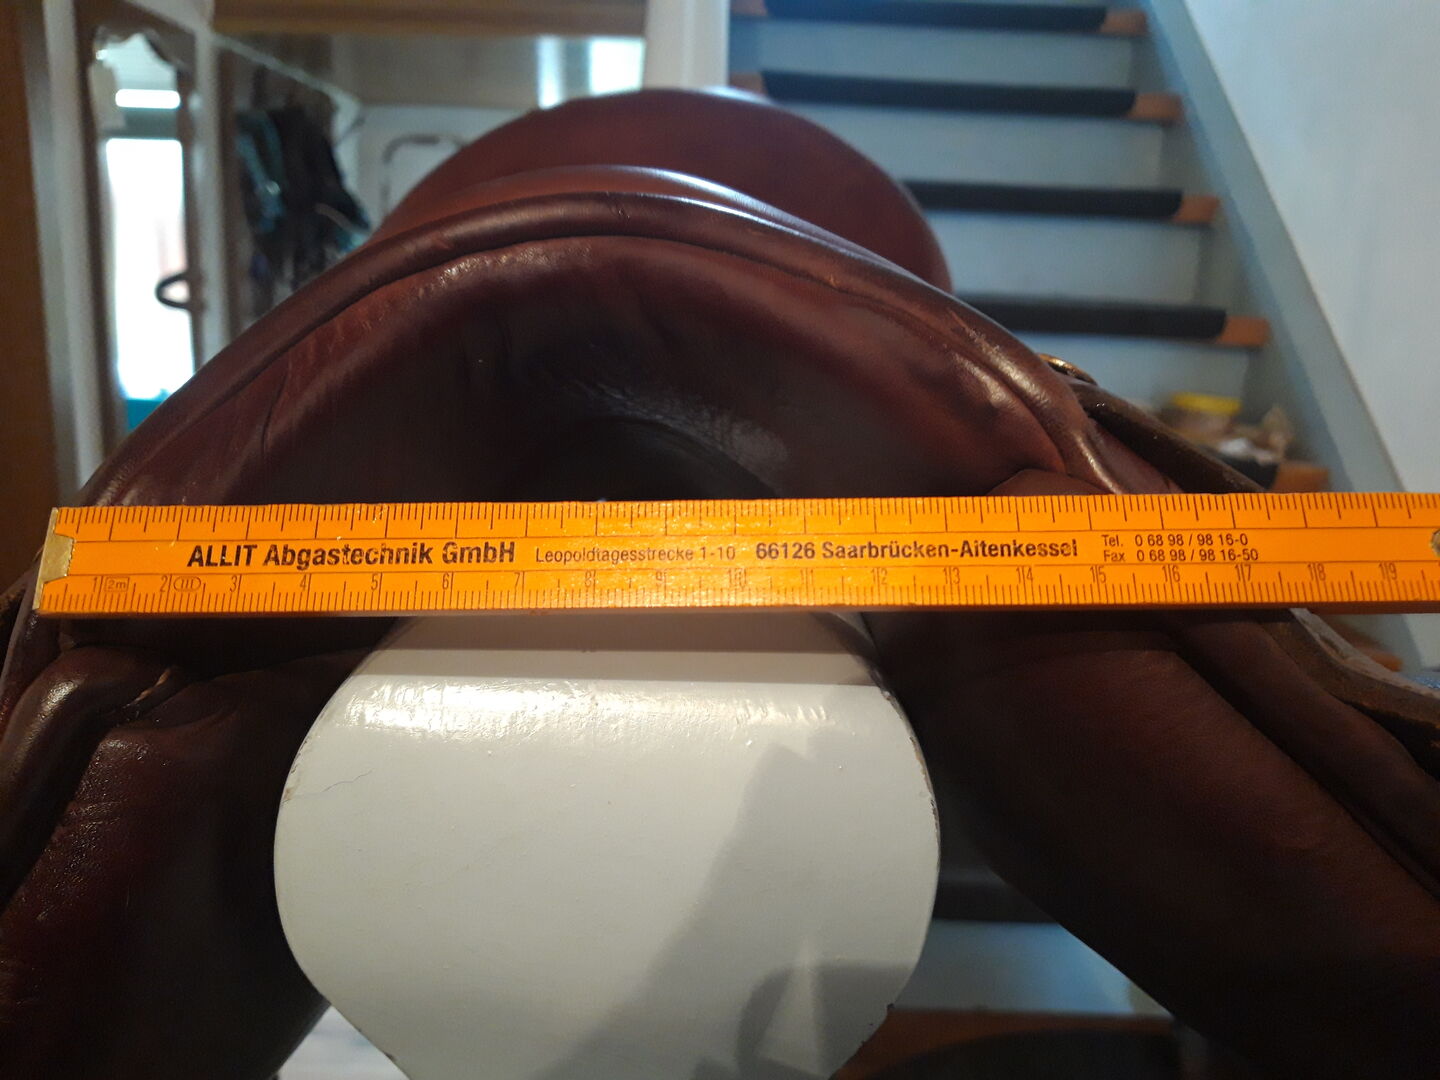 ALLIT Abgastechnik GmbH Leopoldtagesstrecke 1-10 66126 Saarbrücken-Altenkessel
Tel. 0 68 98 / 98 16-0
Fax 0 68 98 / 98 16-50
1 2m 2 III 3 4 5 6 7 8 9 10 11 12 13 14 15 16 17 18 19